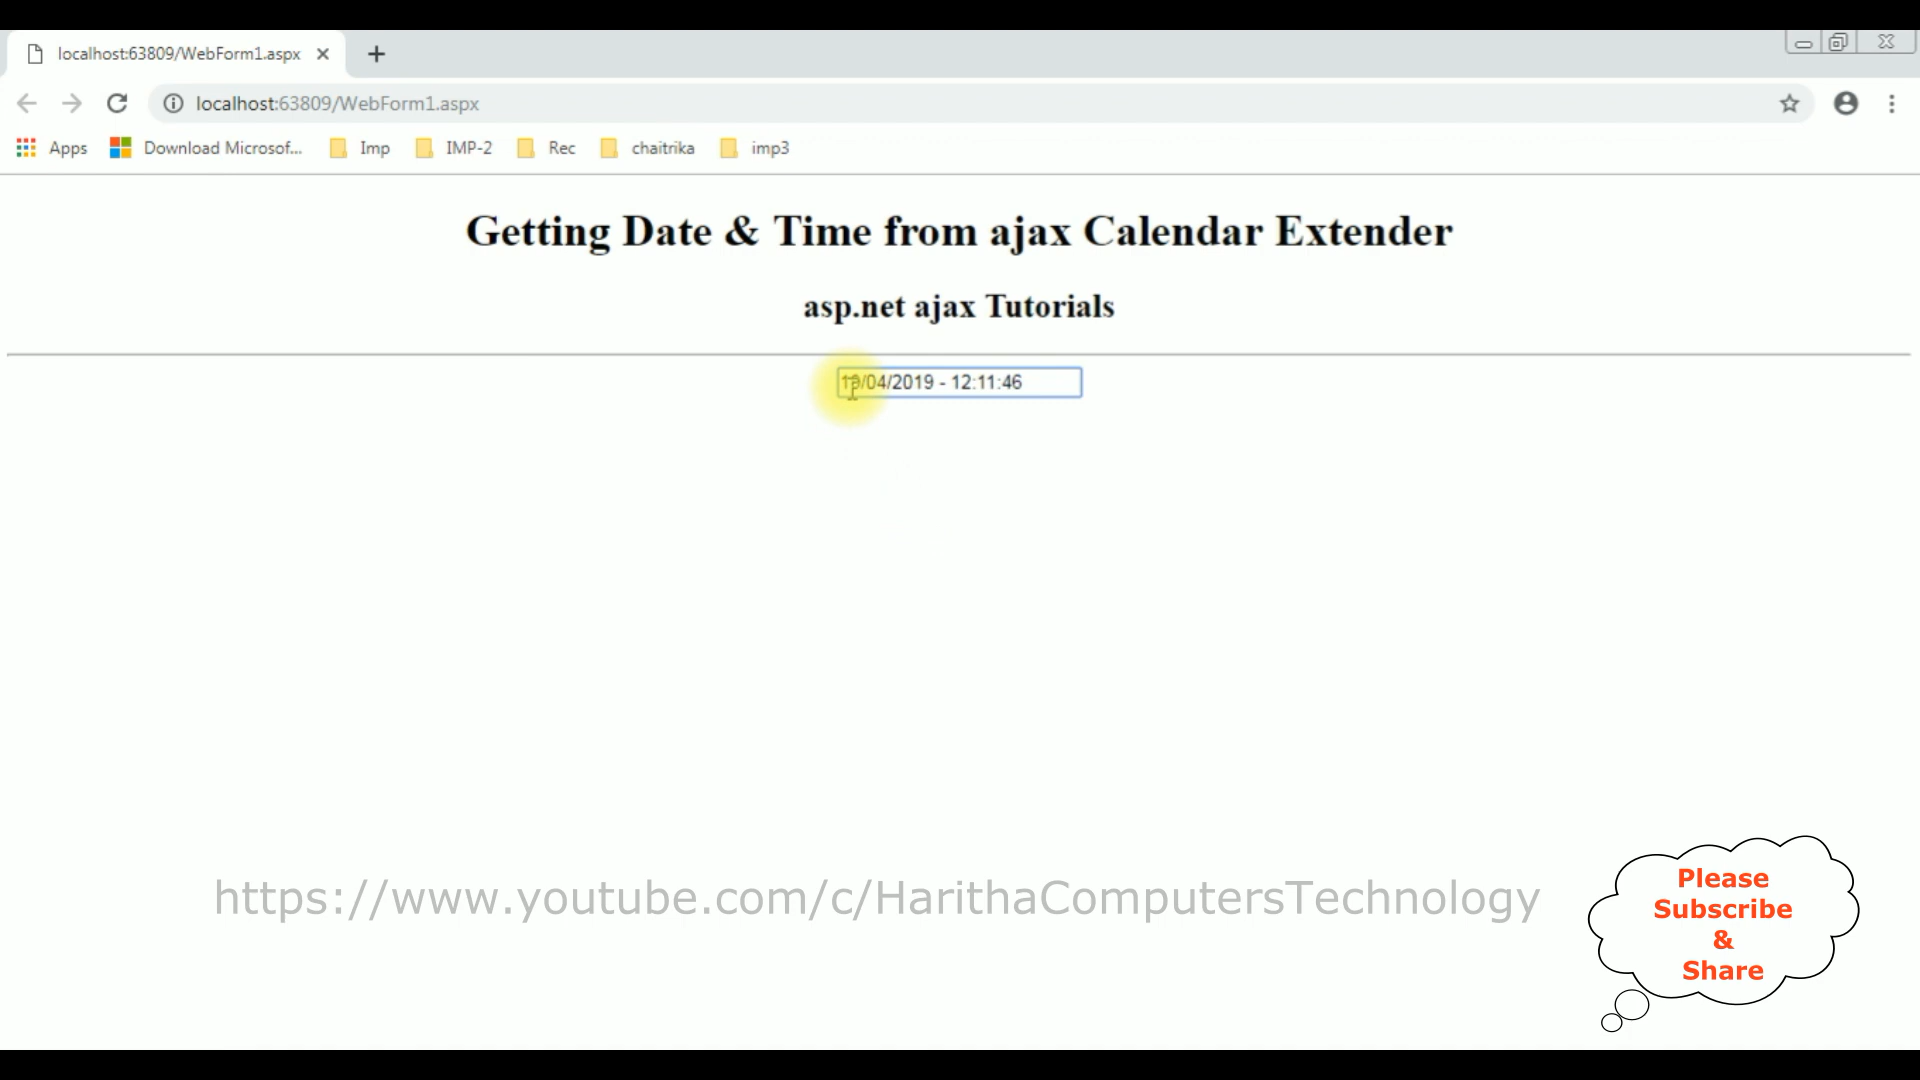 localhost:63809/WebForm1.aspx
localhost:63809/WebForm1.aspx
Apps Download Microsof... Imp IMP-2 Rec chaitrika imp3
Getting Date & Time from ajax Calendar Extender
asp.net ajax Tutorials
- 12:11:46
https://www.youtube.com/c/HarithaComputersTechnology
Please
Subscribe
&
Share